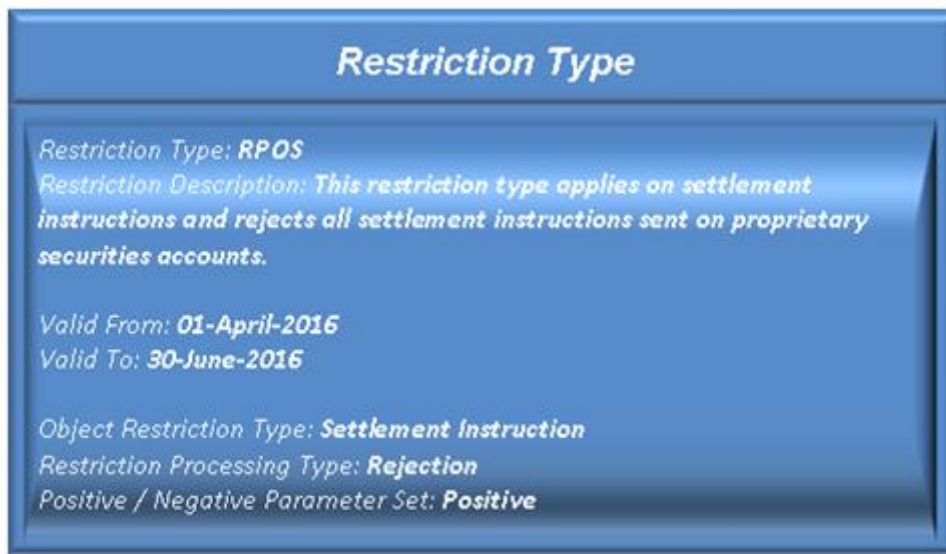 Restriction Type
Restriction Type: RPOS
Restriction Description: This restriction type applies on settlement
instructions and rejects all settlement instructions sent on proprietary
securities accounts.
Valid From: 01-April-2016
Valid To: 30-June-2016
Object Restriction Type: Settlement Instruction
Restriction Processing Type: Rejection
Positive / Negative Parameter Set: Positive